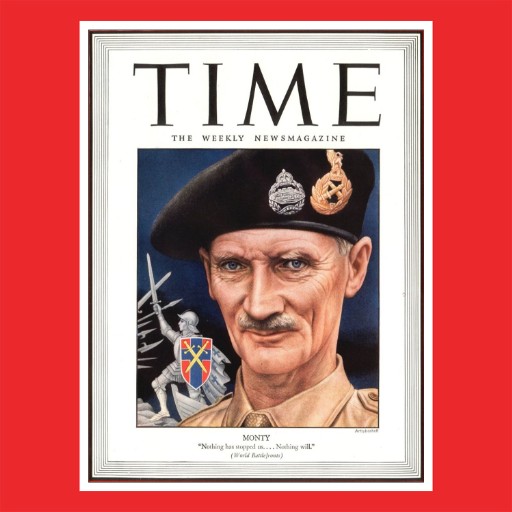 TIME
THE WEEKLY NEWSMAGAZINE
MONTY
"Nothing has stopped us.... Nothing will."
(World Battlefronts)